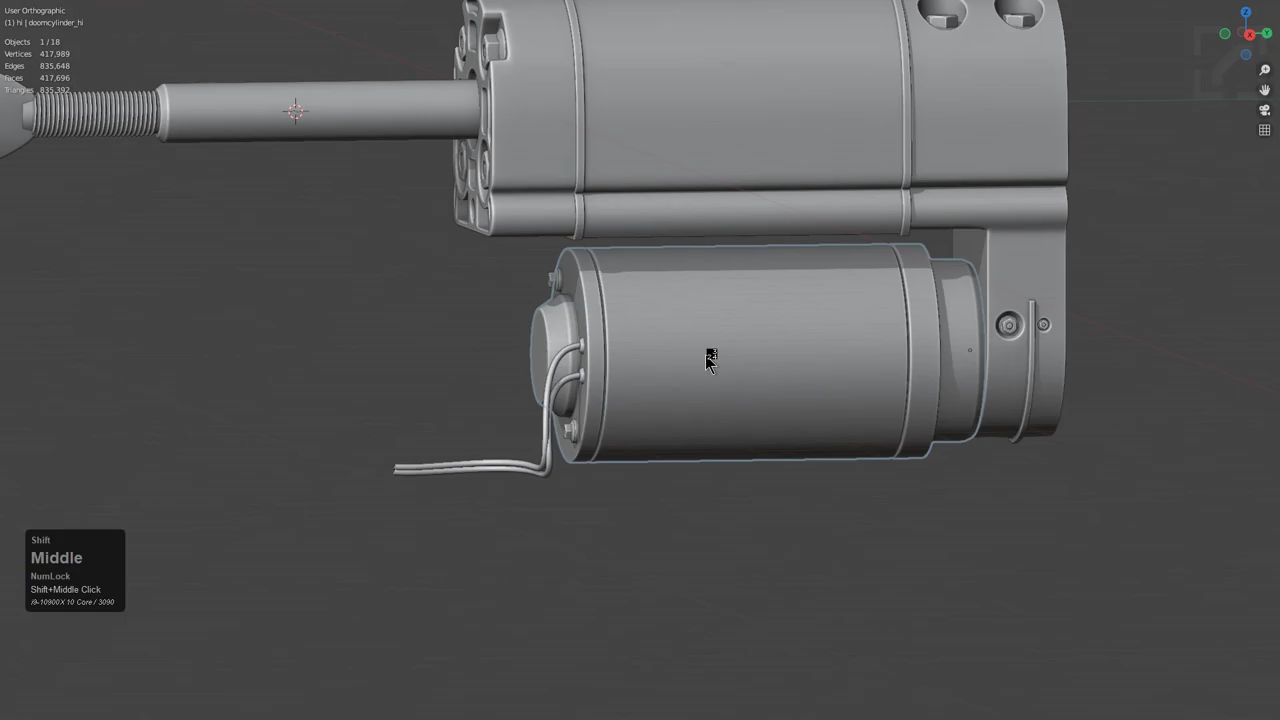 User Orthographic
(1) hi | doorncylinder_hi
Objects 1 / 18
Vertices 417,989
Edges 835,648
Faces 417,696
Triangles 835,392
Z
Y
X
Shift
Middle
NumLock
Shift+Middle Click
i9-10900X 10 Core / 3090